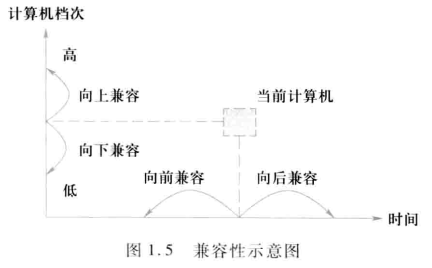 计算机档次
高
向上兼容
当前计算机
向下兼容
向前兼容
向后兼容
低
时间
图 1.5 兼容性示意图